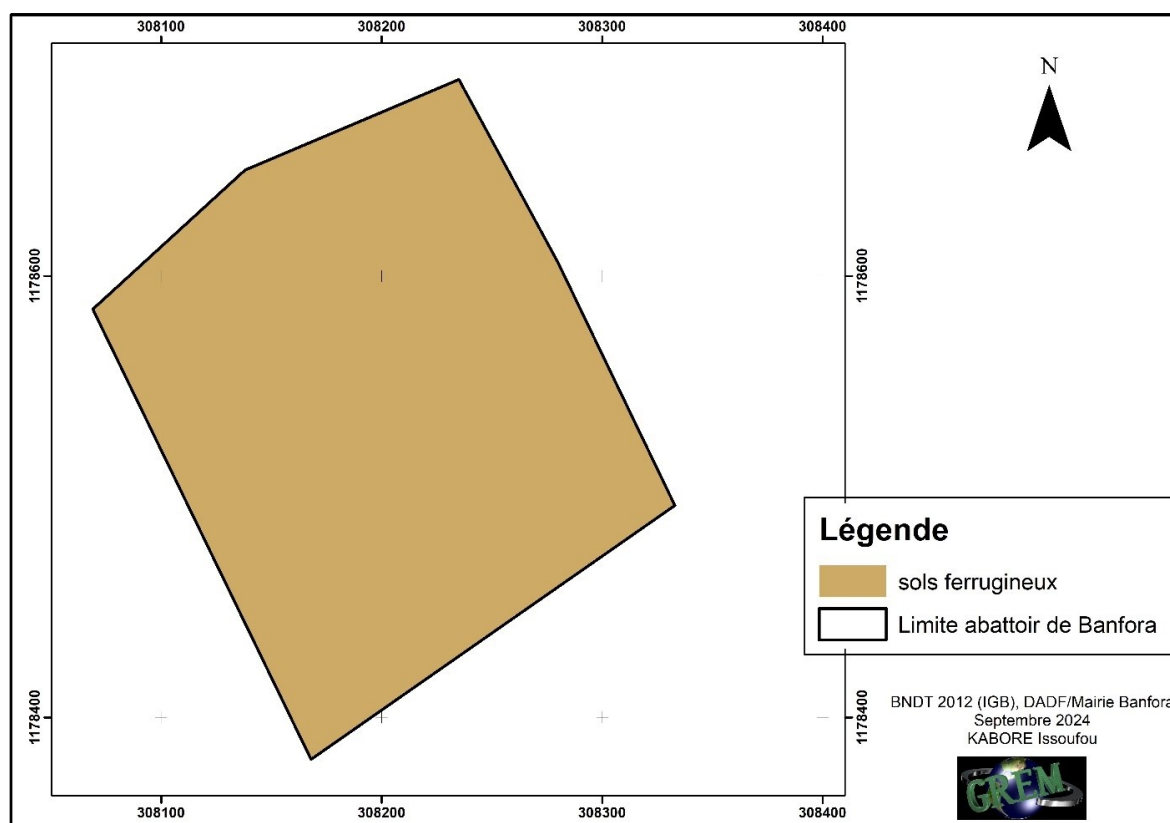 308100 308200 308300 308400
N
1178600 1178600
Légende
sols ferrugineux
Limite abattoir de Banfora
1178400 1178400
BNDT 2012 (IGB), DADF/Mairie Banfora
Septembre 2024
KABORE Issoufou
GREM
308100 308200 308300 308400